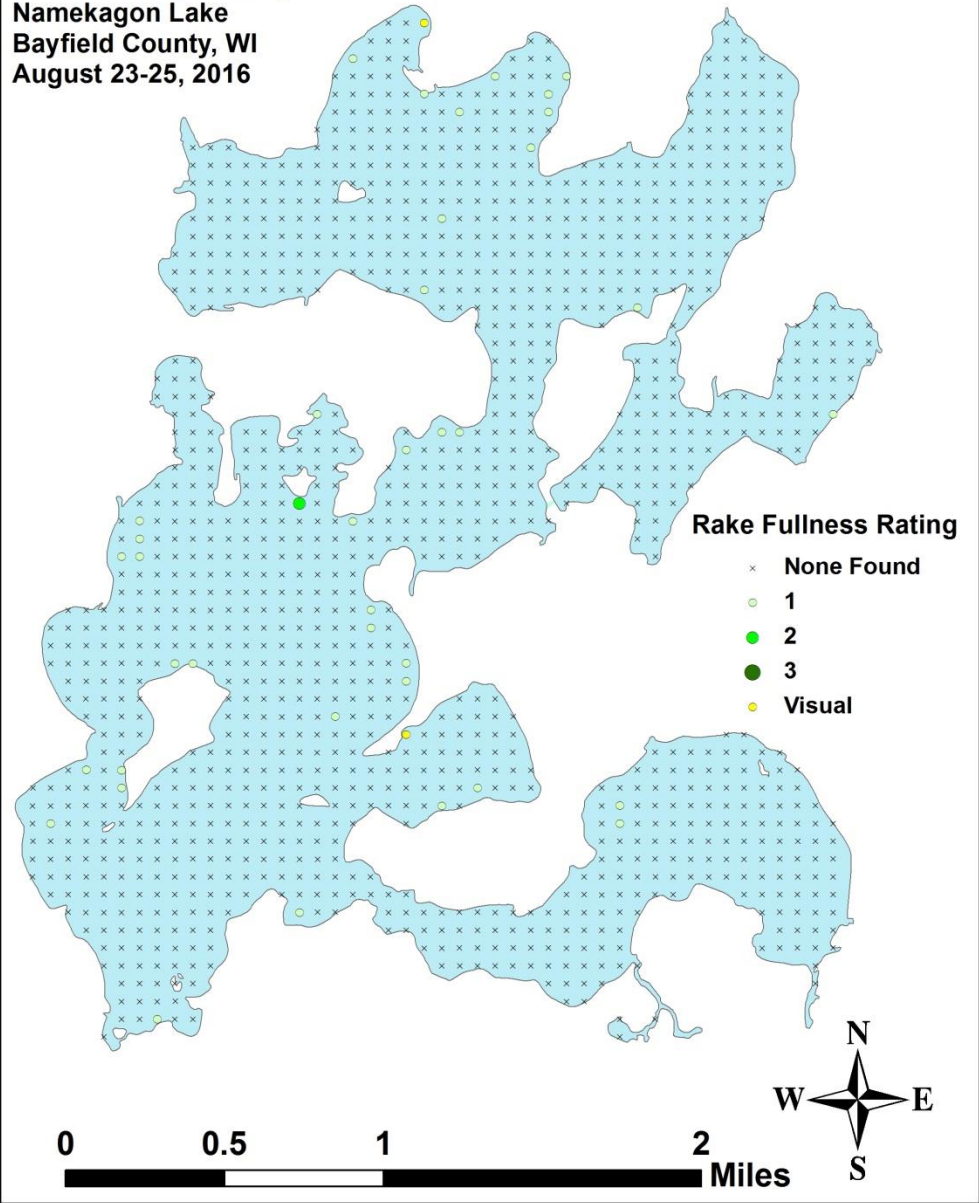 Namekagon Lake
Bayfield County, WI
August 23-25, 2016
Rake Fullness Rating
None Found
1
2
3
Visual
N
W E
S
0 0.5 1 2
Miles